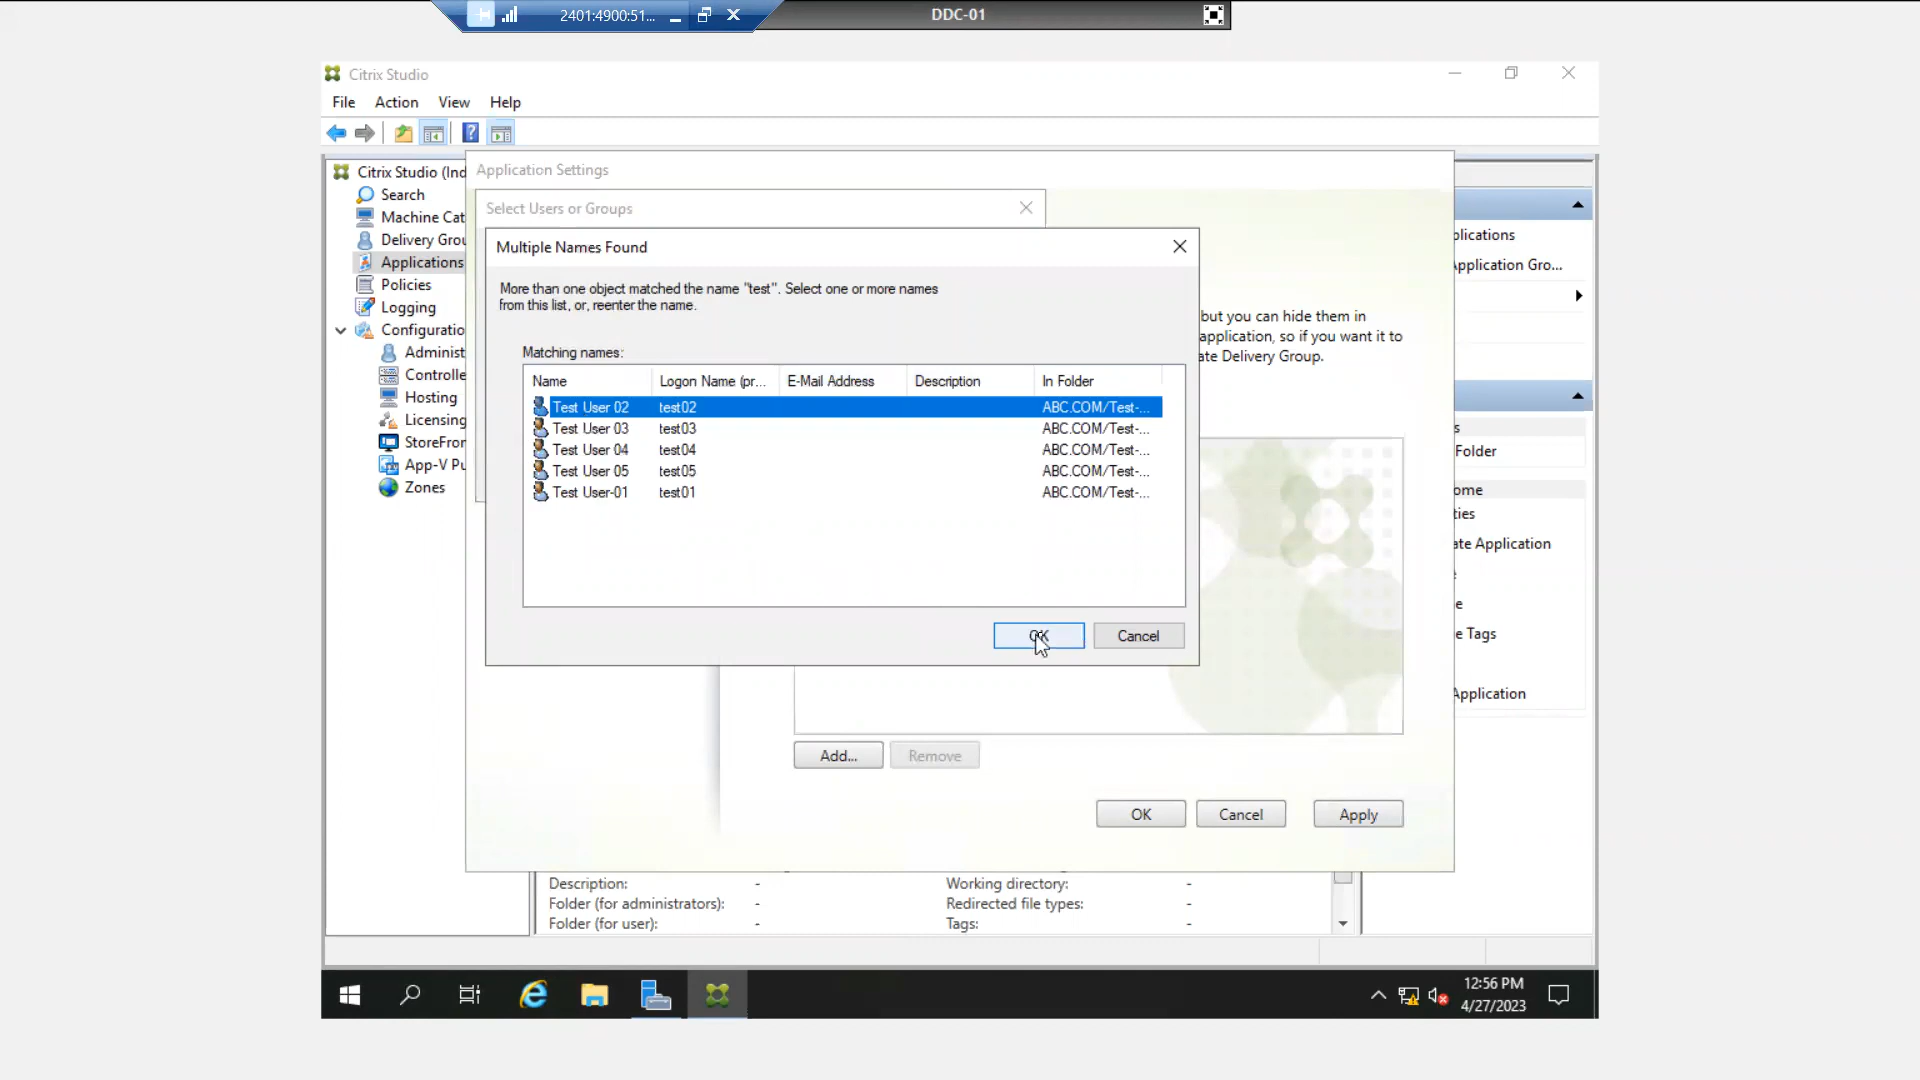 2401:4900:51...
DDC-01
Citrix Studio
File Action View Help
Citrix Studio (Ind
Search
Machine Cat
Delivery Grou
Applications
Policies
Logging
Configuratio
Administ
Controlle
Hosting
Licensing
StoreFron
App-V Pu
Zones
Application Settings
Select Users or Groups
Multiple Names Found
More than one object matched the name "test". Select one or more names
from this list, or, reenter the name.
Matching names:
Name Logon Name (pr... E-Mail Address Description In Folder
Test User 02 test02 ABC.COM/Test-...
Test User 03 test03 ABC.COM/Test-...
Test User 04 test04 ABC.COM/Test-...
Test User 05 test05 ABC.COM/Test-...
Test User-01 test01 ABC.COM/Test-...
OK Cancel
but you can hide them in
application, so if you want it to
ate Delivery Group.
Add... Remove
OK Cancel Apply
plications
pplication Gro...
s
Folder
ome
ties
ate Application
e
e Tags
Application
Description: - Working directory: -
Folder (for administrators): - Redirected file types: -
Folder (for user): - Tags: -
12:56 PM
4/27/2023